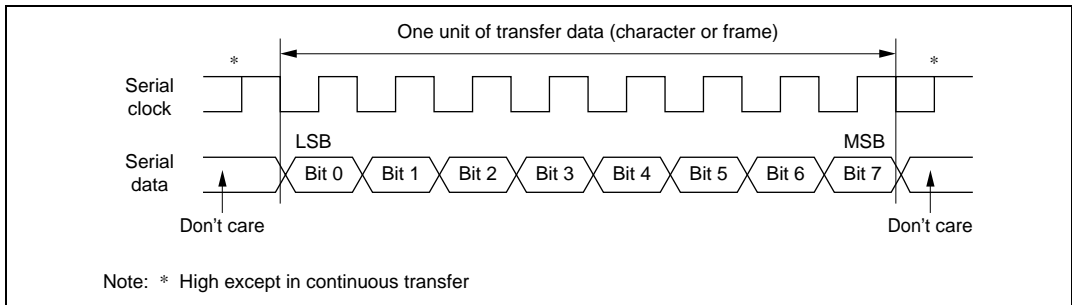 One unit of transfer data (character or frame)
* *
Serial clock
LSB MSB
Serial data
Bit 0 Bit 1 Bit 2 Bit 3 Bit 4 Bit 5 Bit 6 Bit 7
Don't care Don't care
Note: * High except in continuous transfer